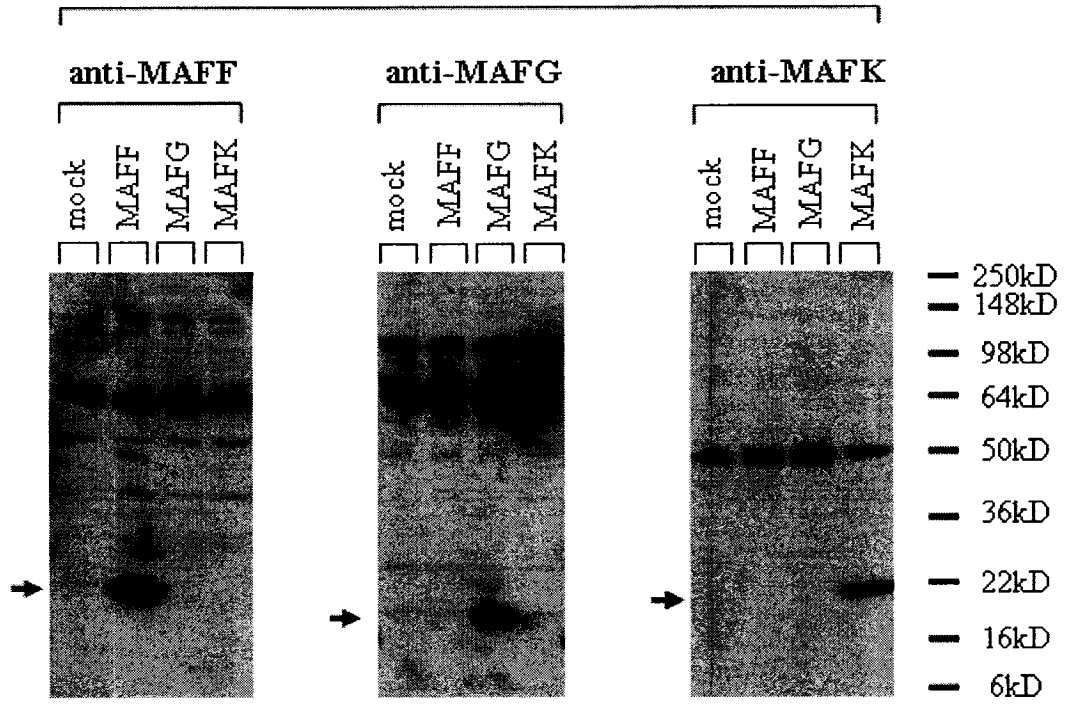 anti-MAFF anti-MAFG anti-MAFK
mock MAFF MAFG MAFK mock MAFF MAFG MAFK mock MAFF MAFG MAFK
250kD
148kD
98kD
64kD
50kD
36kD
22kD
16kD
6kD